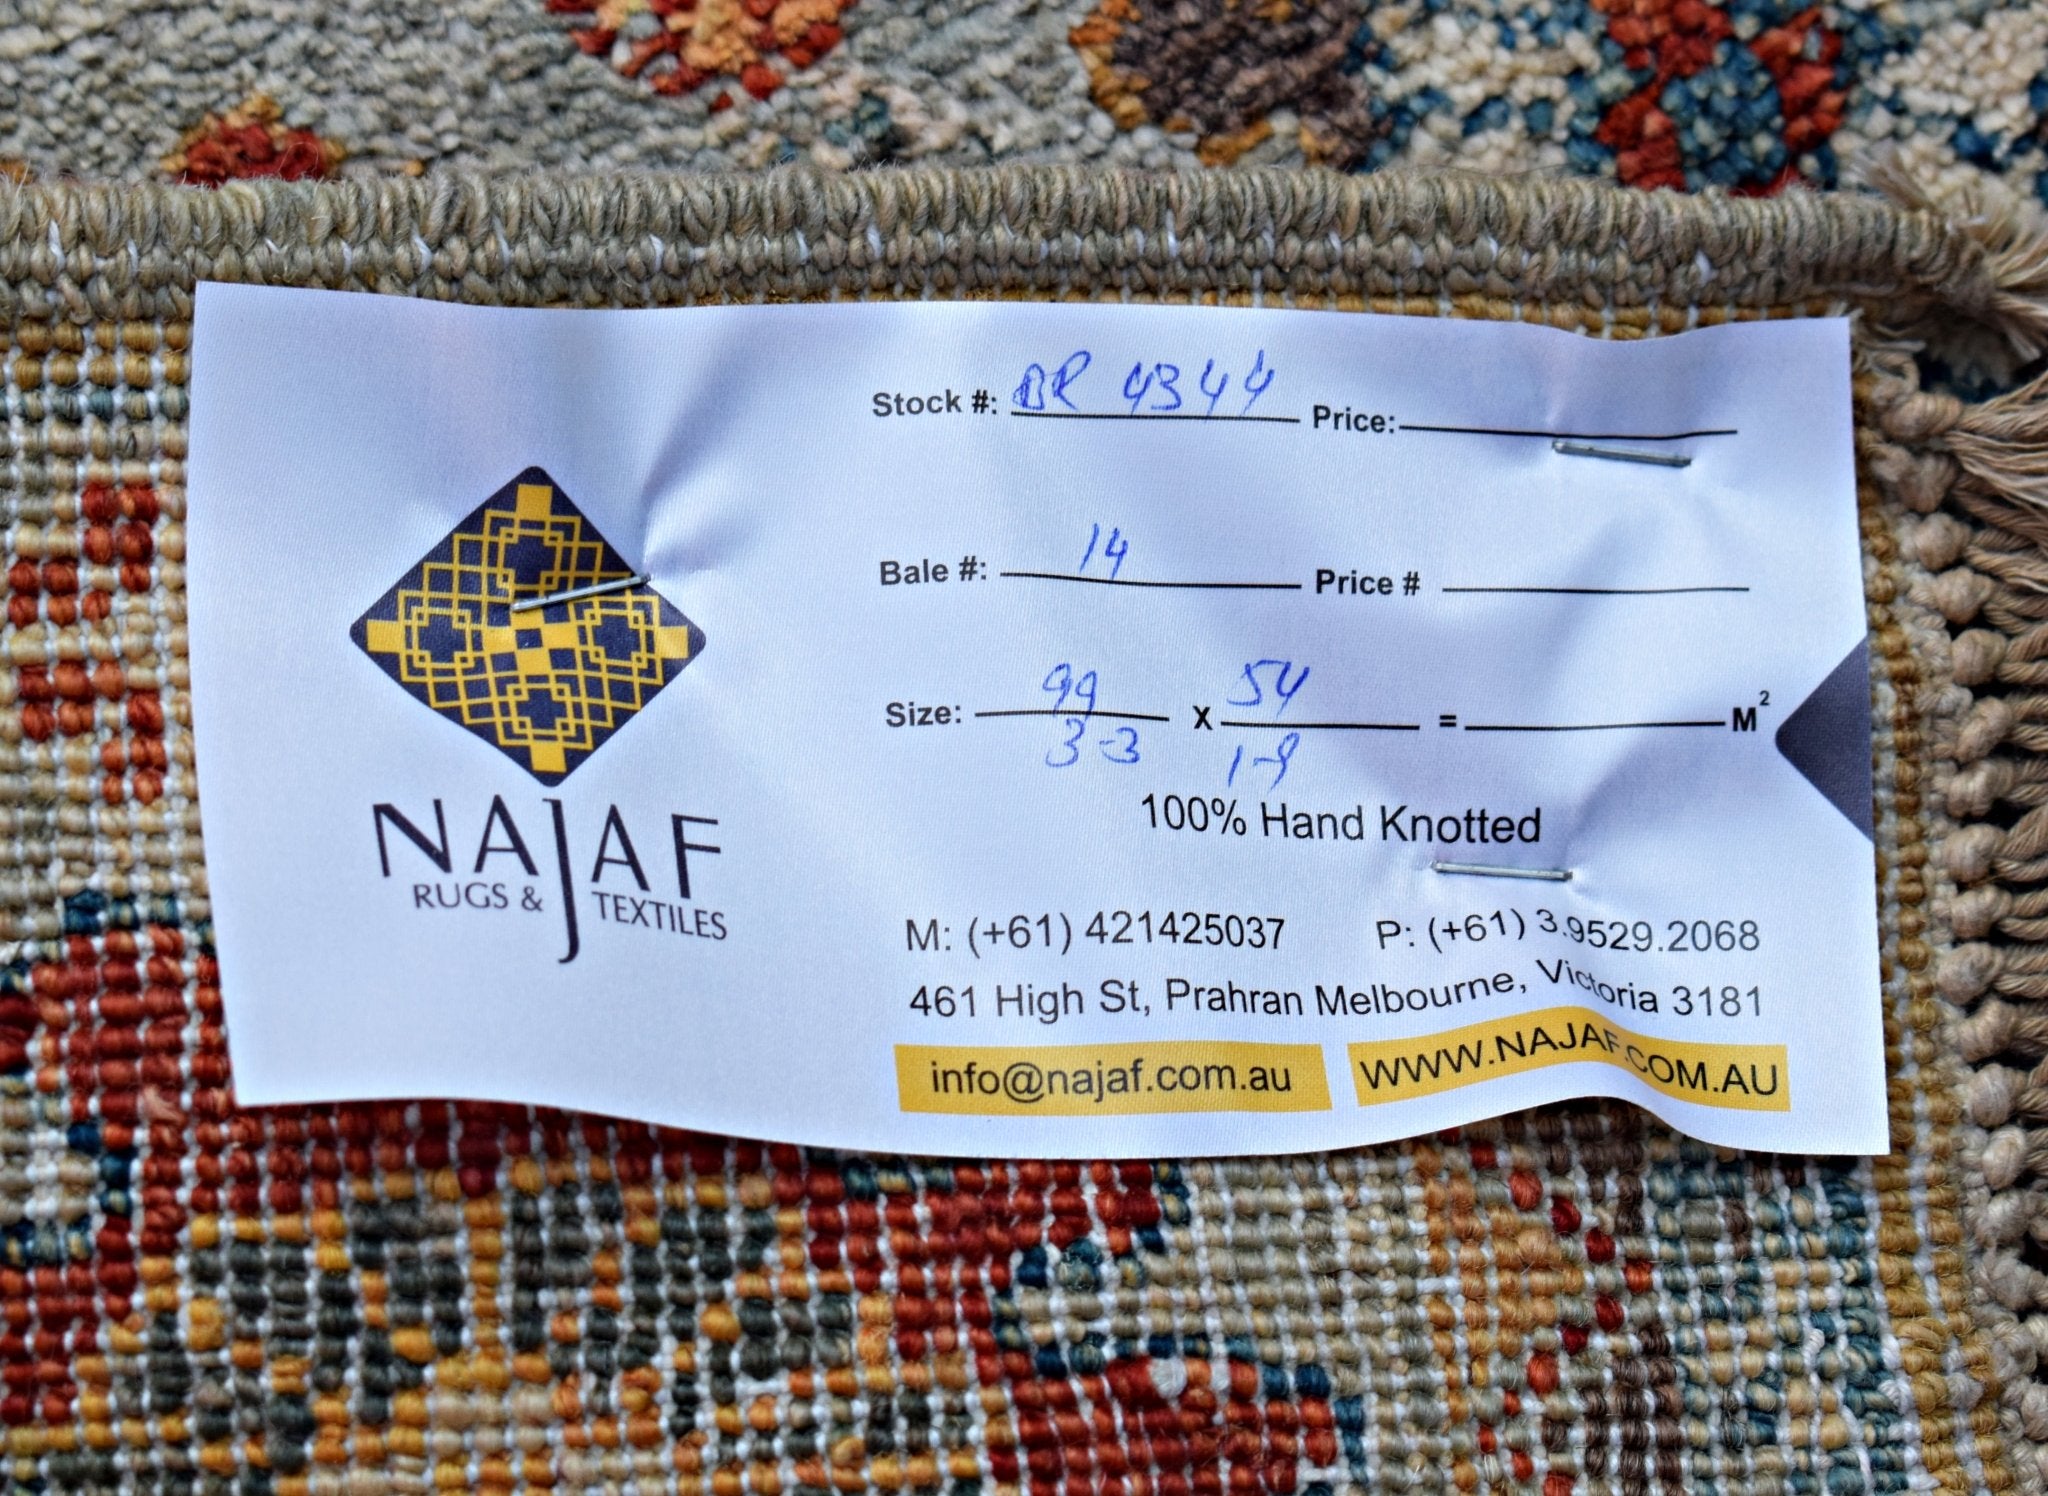 Stock #: BR 4344 Price:
Bale #: 14 Price #
Size: 99 X 54 = M²
3-3 1-9
100% Hand Knotted
NAJAF
RUGS & TEXTILES
M: (+61) 421425037 P: (+61) 3.9529.2068
461 High St, Prahran Melbourne, Victoria 3181
info@najaf.com.au WWW.NAJAF.COM.AU